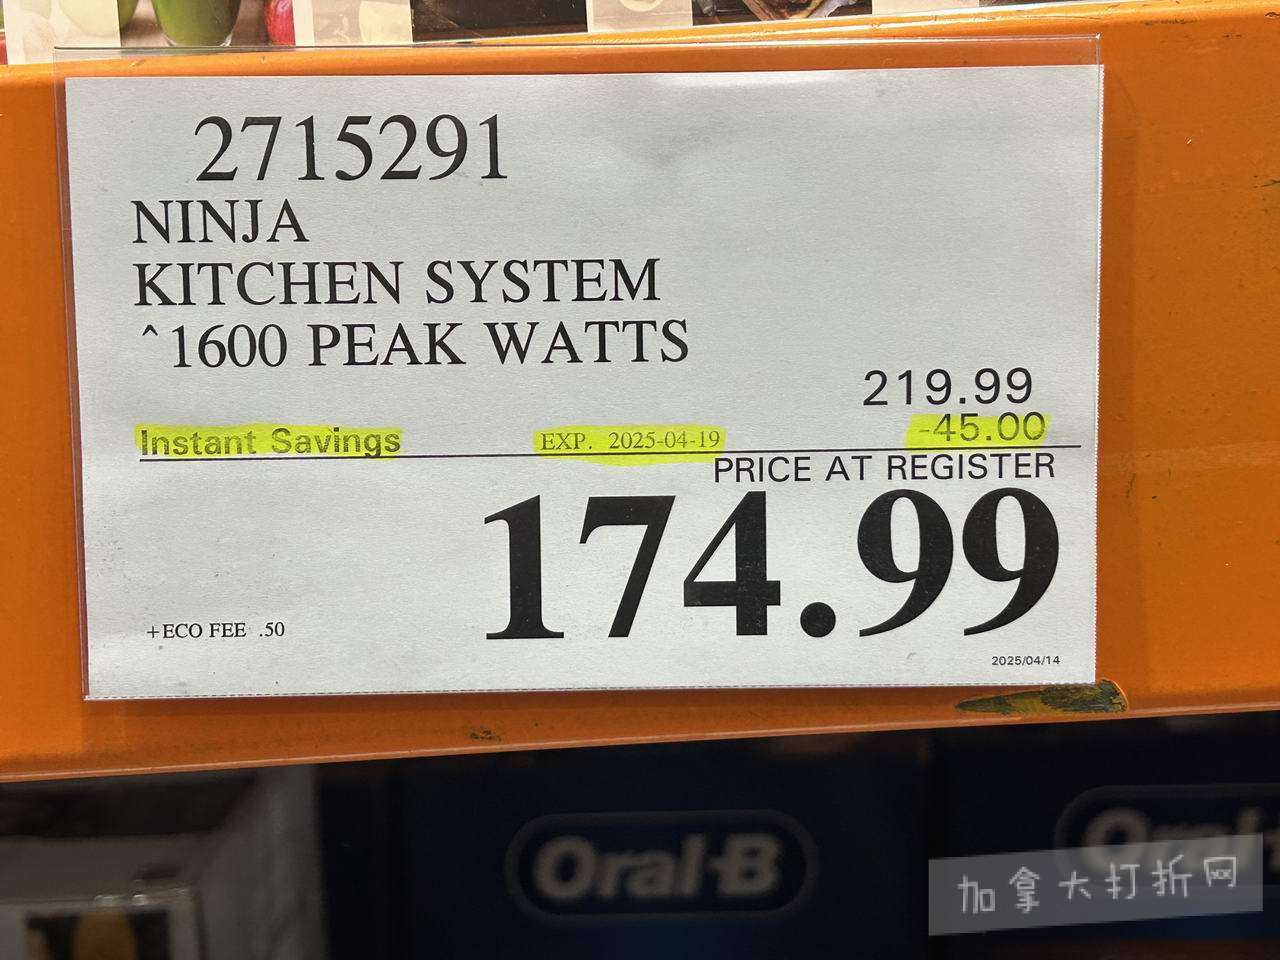 2715291
NINJA
KITCHEN SYSTEM
^1600 PEAK WATTS
219.99
Instant Savings EXP. 2025-04-19 -45.00
PRICE AT REGISTER
174.99
+ECO FEE .50
2025/04/14
Oral-B
Oral-
加拿大打折网